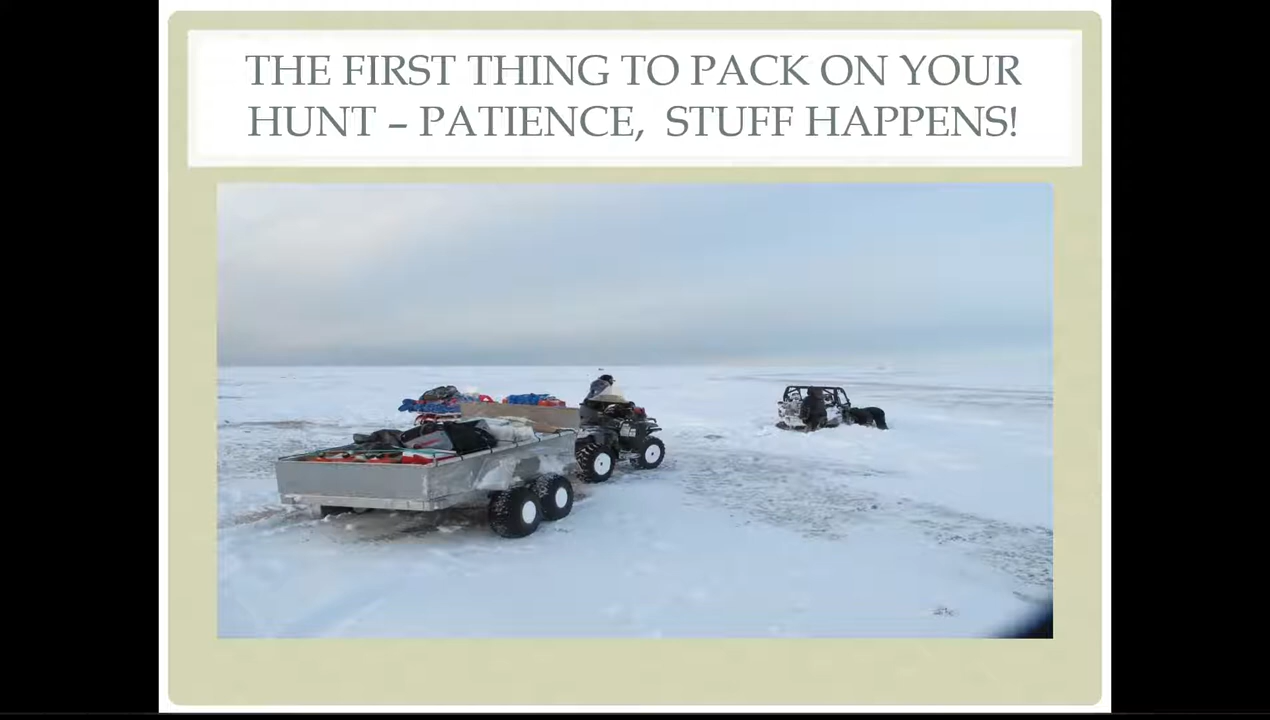 THE FIRST THING TO PACK ON YOUR
HUNT – PATIENCE, STUFF HAPPENS!